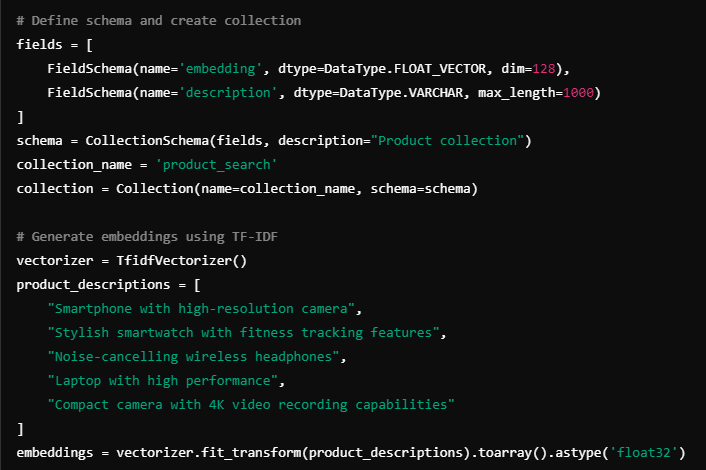 # Define schema and create collection
fields = [
    FieldSchema(name='embedding', dtype=DataType.FLOAT_VECTOR, dim=128),
    FieldSchema(name='description', dtype=DataType.VARCHAR, max_length=1000)
]
schema = CollectionSchema(fields, description="Product collection")
collection_name = 'product_search'
collection = Collection(name=collection_name, schema=schema)

# Generate embeddings using TF-IDF
vectorizer = TfidfVectorizer()
product_descriptions = [
    "Smartphone with high-resolution camera",
    "Stylish smartwatch with fitness tracking features",
    "Noise-cancelling wireless headphones",
    "Laptop with high performance",
    "Compact camera with 4K video recording capabilities"
]
embeddings = vectorizer.fit_transform(product_descriptions).toarray().astype('float32')